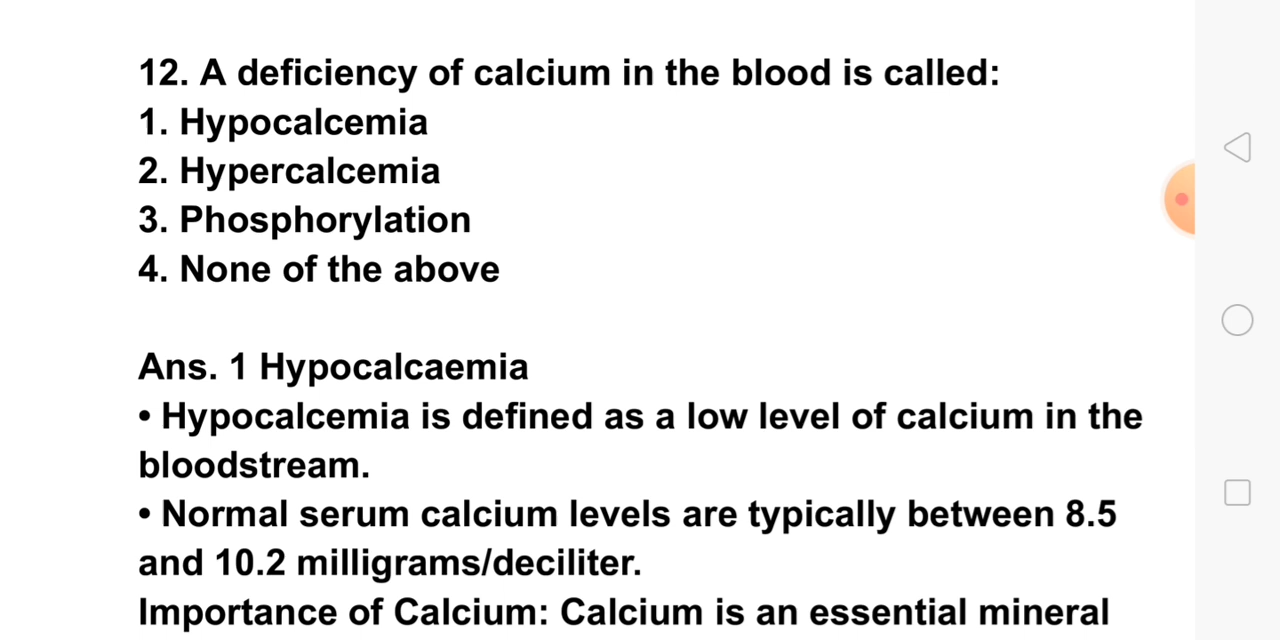 12. A deficiency of calcium in the blood is called:
1. Hypocalcemia
2. Hypercalcemia
3. Phosphorylation
4. None of the above
Ans. 1 Hypocalcaemia
• Hypocalcemia is defined as a low level of calcium in the
bloodstream.
• Normal serum calcium levels are typically between 8.5
and 10.2 milligrams/deciliter.
Importance of Calcium: Calcium is an essential mineral